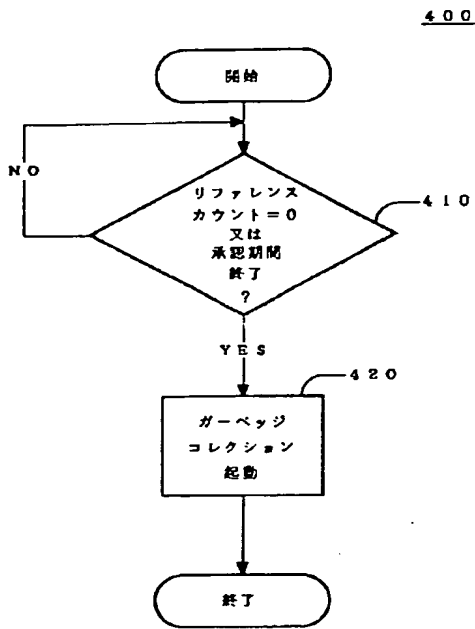 ４００
開始
NO
リファレンス
カウント＝０
又は
承認期間
終了
？
４１０
YES
４２０
ガーベッジ
コレクション
起動
終了